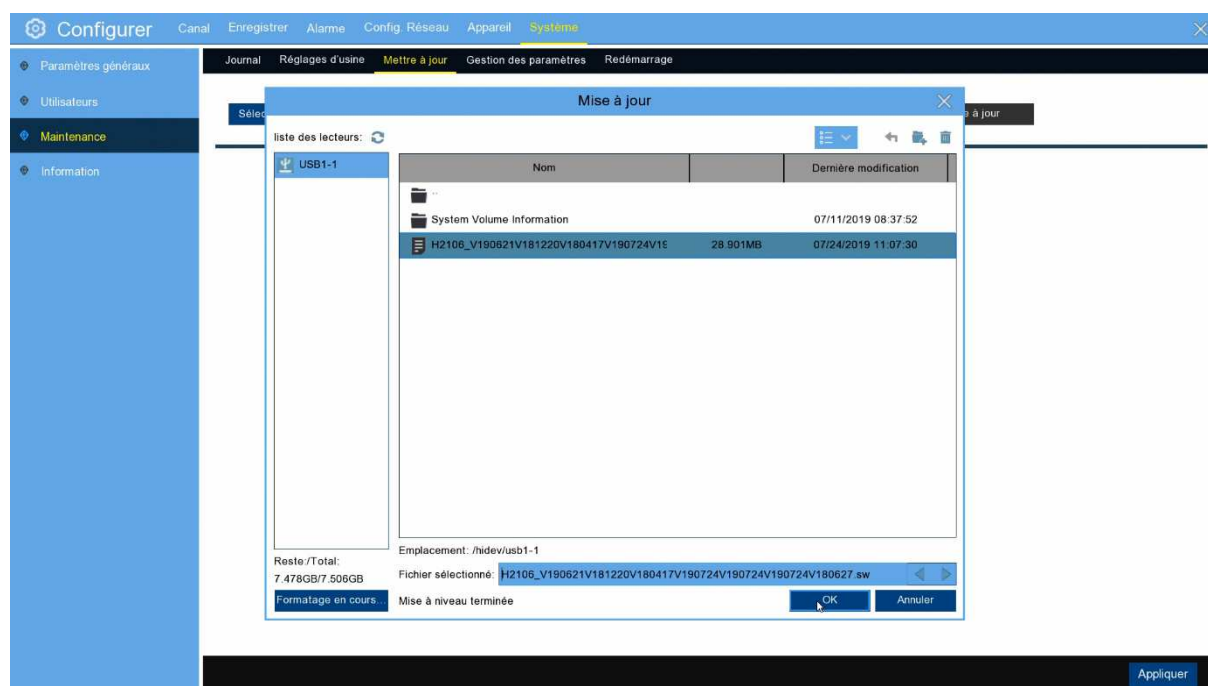 Configurer Canal Enregistrer Alarme Config. Réseau Appareil Système
Paramètres généraux
Utilisateurs
Maintenance
Information
Journal Réglages d'usine Mettre à jour Gestion des paramètres Redémarrage
Mise à jour
Sélec
e à jour
liste des lecteurs:
USB1-1
Nom Dernière modification
..
System Volume Information 07/11/2019 08:37:52
H2106_V190621V181220V180417V190724V19 28.901MB 07/24/2019 11:07:30
Reste:/Total:
7.478GB/7.506GB
Formatage en cours...
Emplacement: /hidev/usb1-1
Fichier sélectionné: H2106_V190621V181220V180417V190724V190724V190724V180627.sw
Mise à niveau terminée
OK Annuler
Appliquer